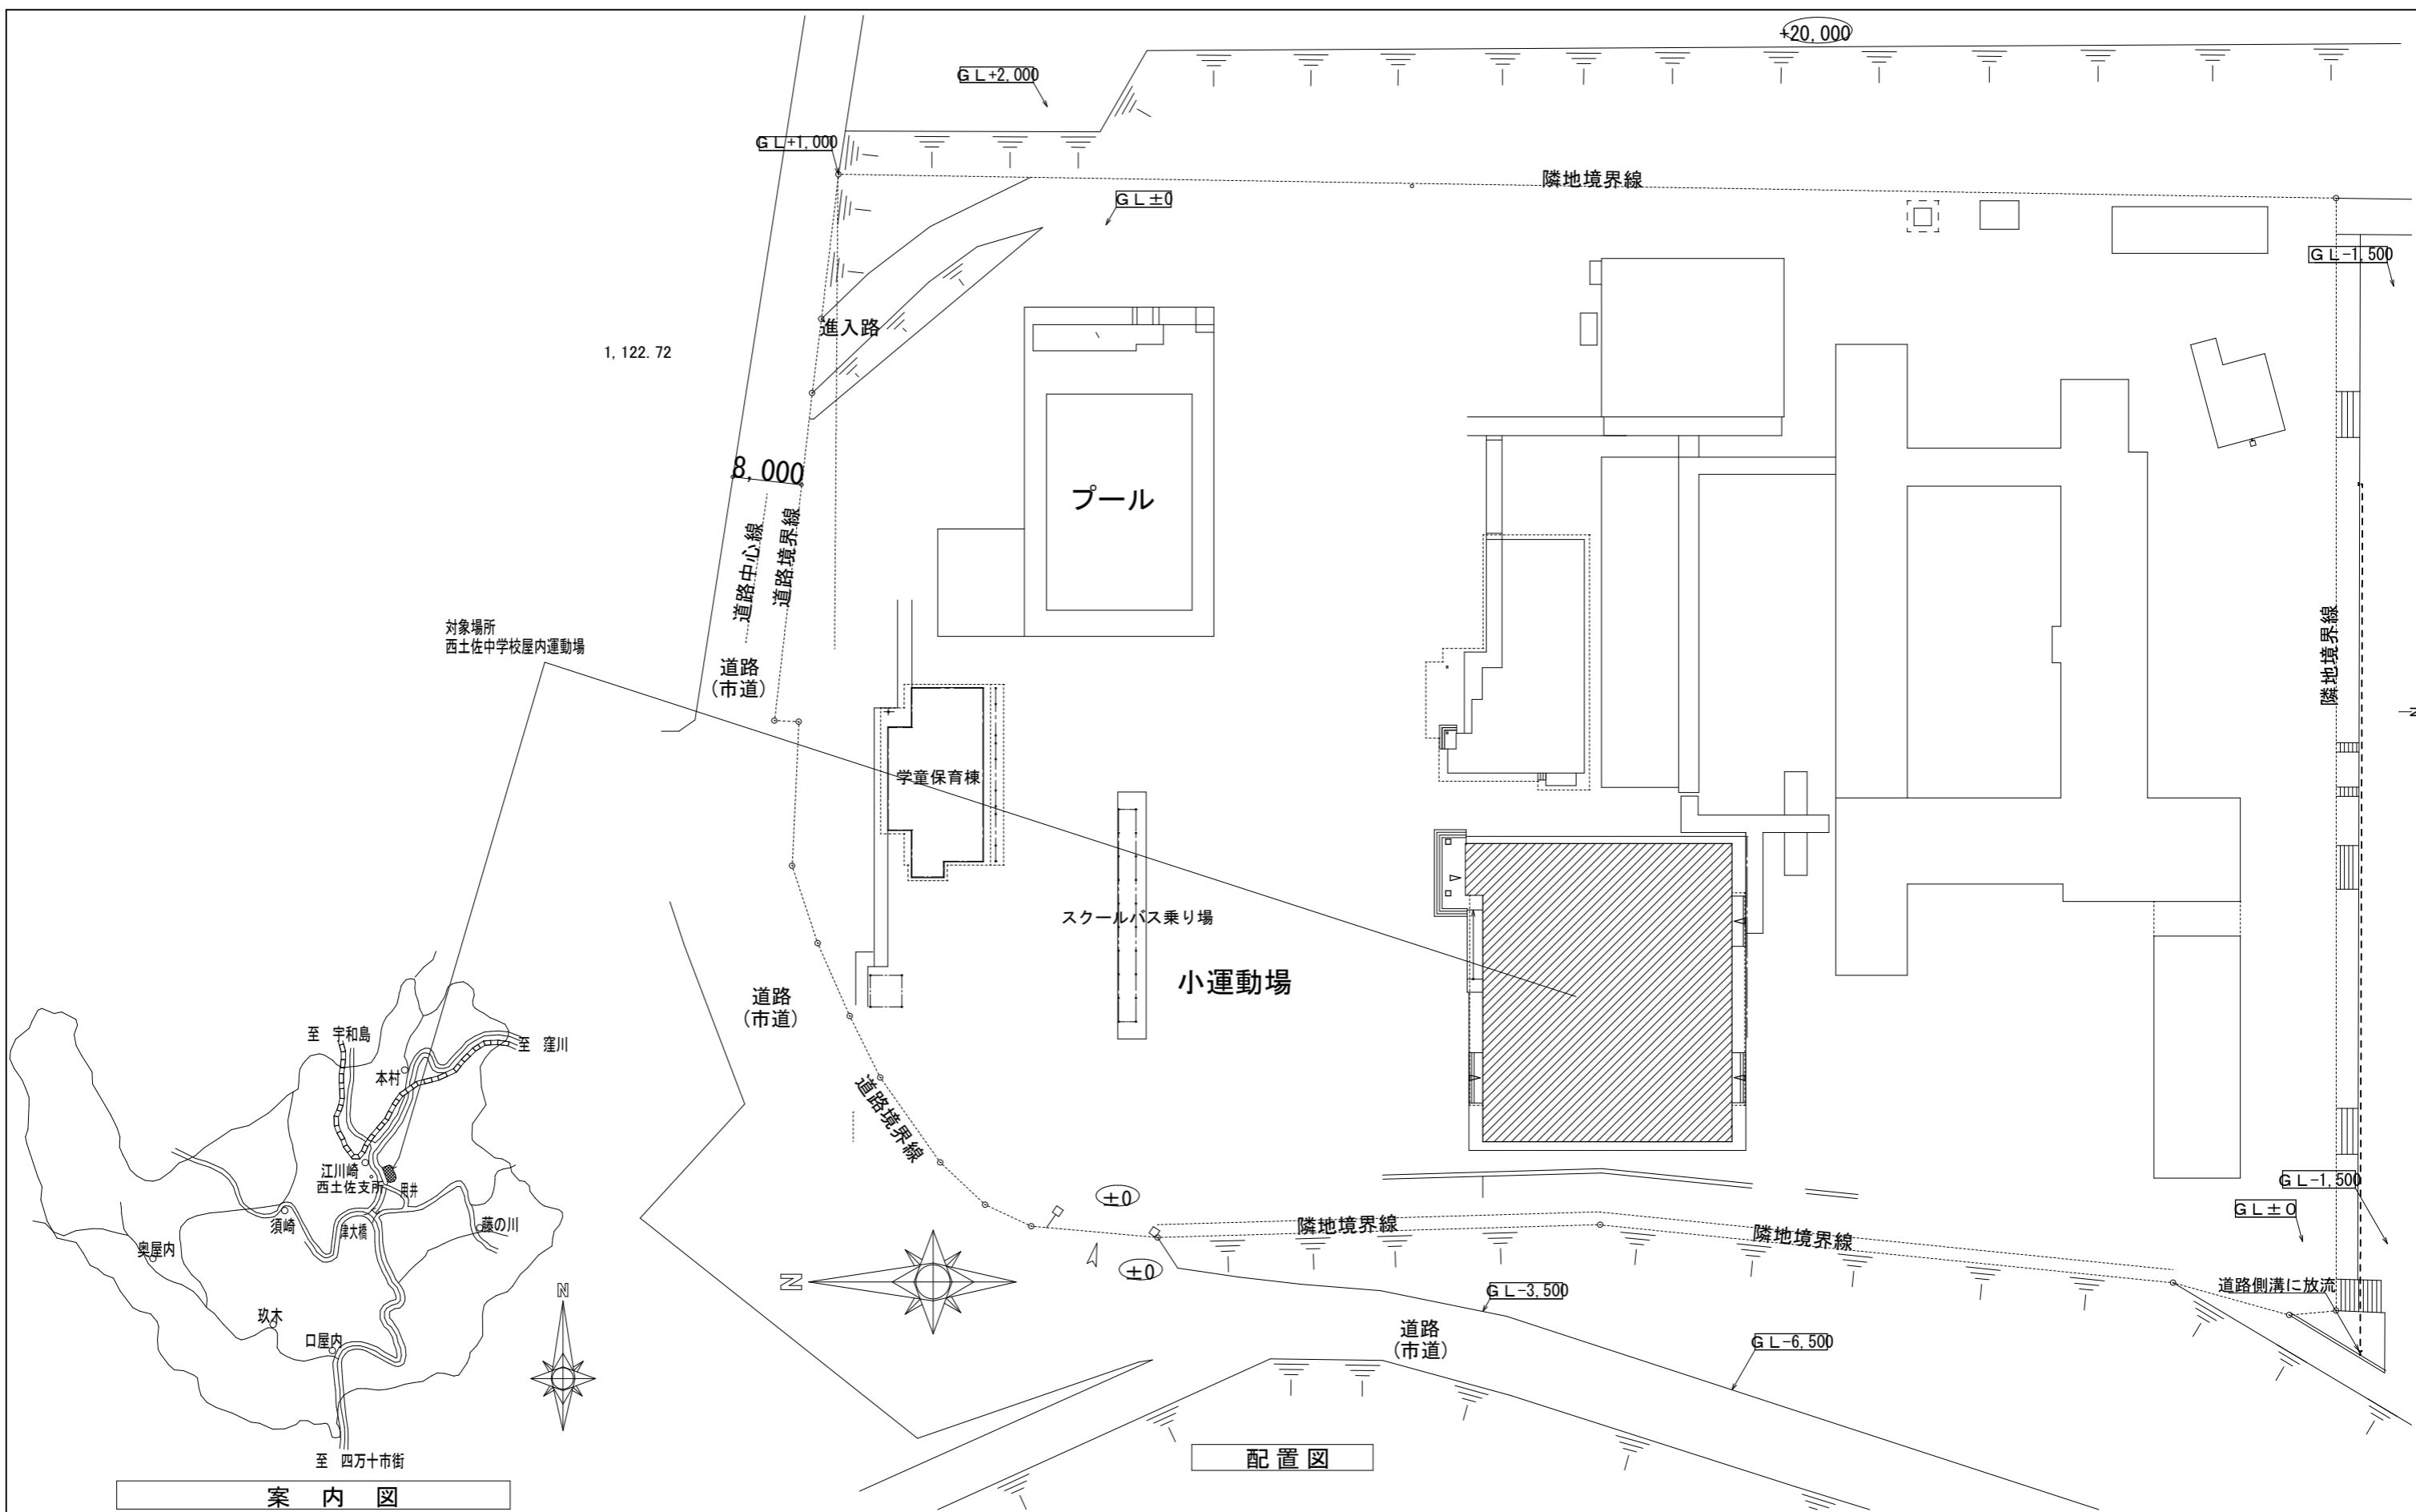 +20,000
GL+2,000
GL+1,000
隣地境界線
GL±0
GL-1,500
進入路
1,122.72
8,000
プール
道路中心線
道路境界線
隣地境界線
対象場所
西土佐中学校屋内運動場
道路
(市道)
N
学童保育棟
スクールバス乗り場
小運動場
道路
(市道)
道路境界線
至 宇和島
至 窪川
本村
江川崎
西土佐支所
用井
須崎
津大橋
藤の川
奥屋内
玖木
口屋内
N
至 四万十市街
案内図
±0
±0
N
隣地境界線
隣地境界線
GL-1,500
GL±0
道路側溝に放流
GL-3,500
道路
(市道)
GL-6,500
配置図